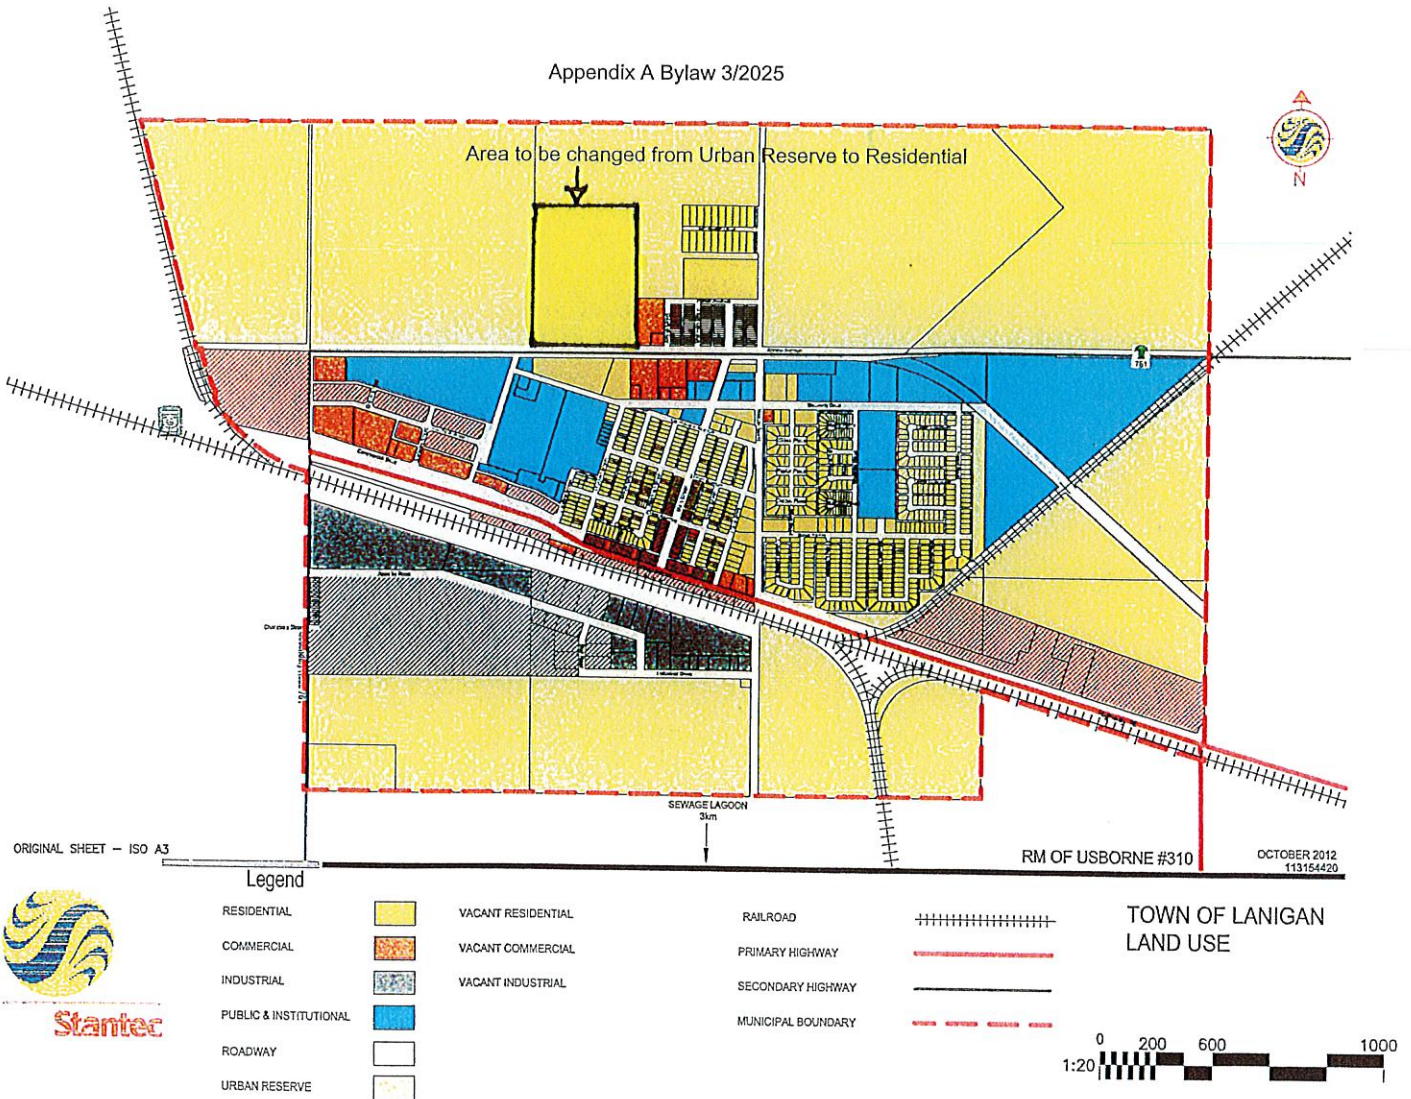 Appendix A Bylaw 3/2025
Area to be changed from Urban Reserve to Residential
N
761
SEWAGE LAGOON
3km
ORIGINAL SHEET - ISO A3
RM OF USBORNE #310
OCTOBER 2012
113154420
Legend
RESIDENTIAL
VACANT RESIDENTIAL
RAILROAD
TOWN OF LANIGAN
LAND USE
COMMERCIAL
VACANT COMMERCIAL
PRIMARY HIGHWAY
INDUSTRIAL
VACANT INDUSTRIAL
SECONDARY HIGHWAY
PUBLIC & INSTITUTIONAL
MUNICIPAL BOUNDARY
ROADWAY
URBAN RESERVE
Stantec
0 200 600 1000
1:20